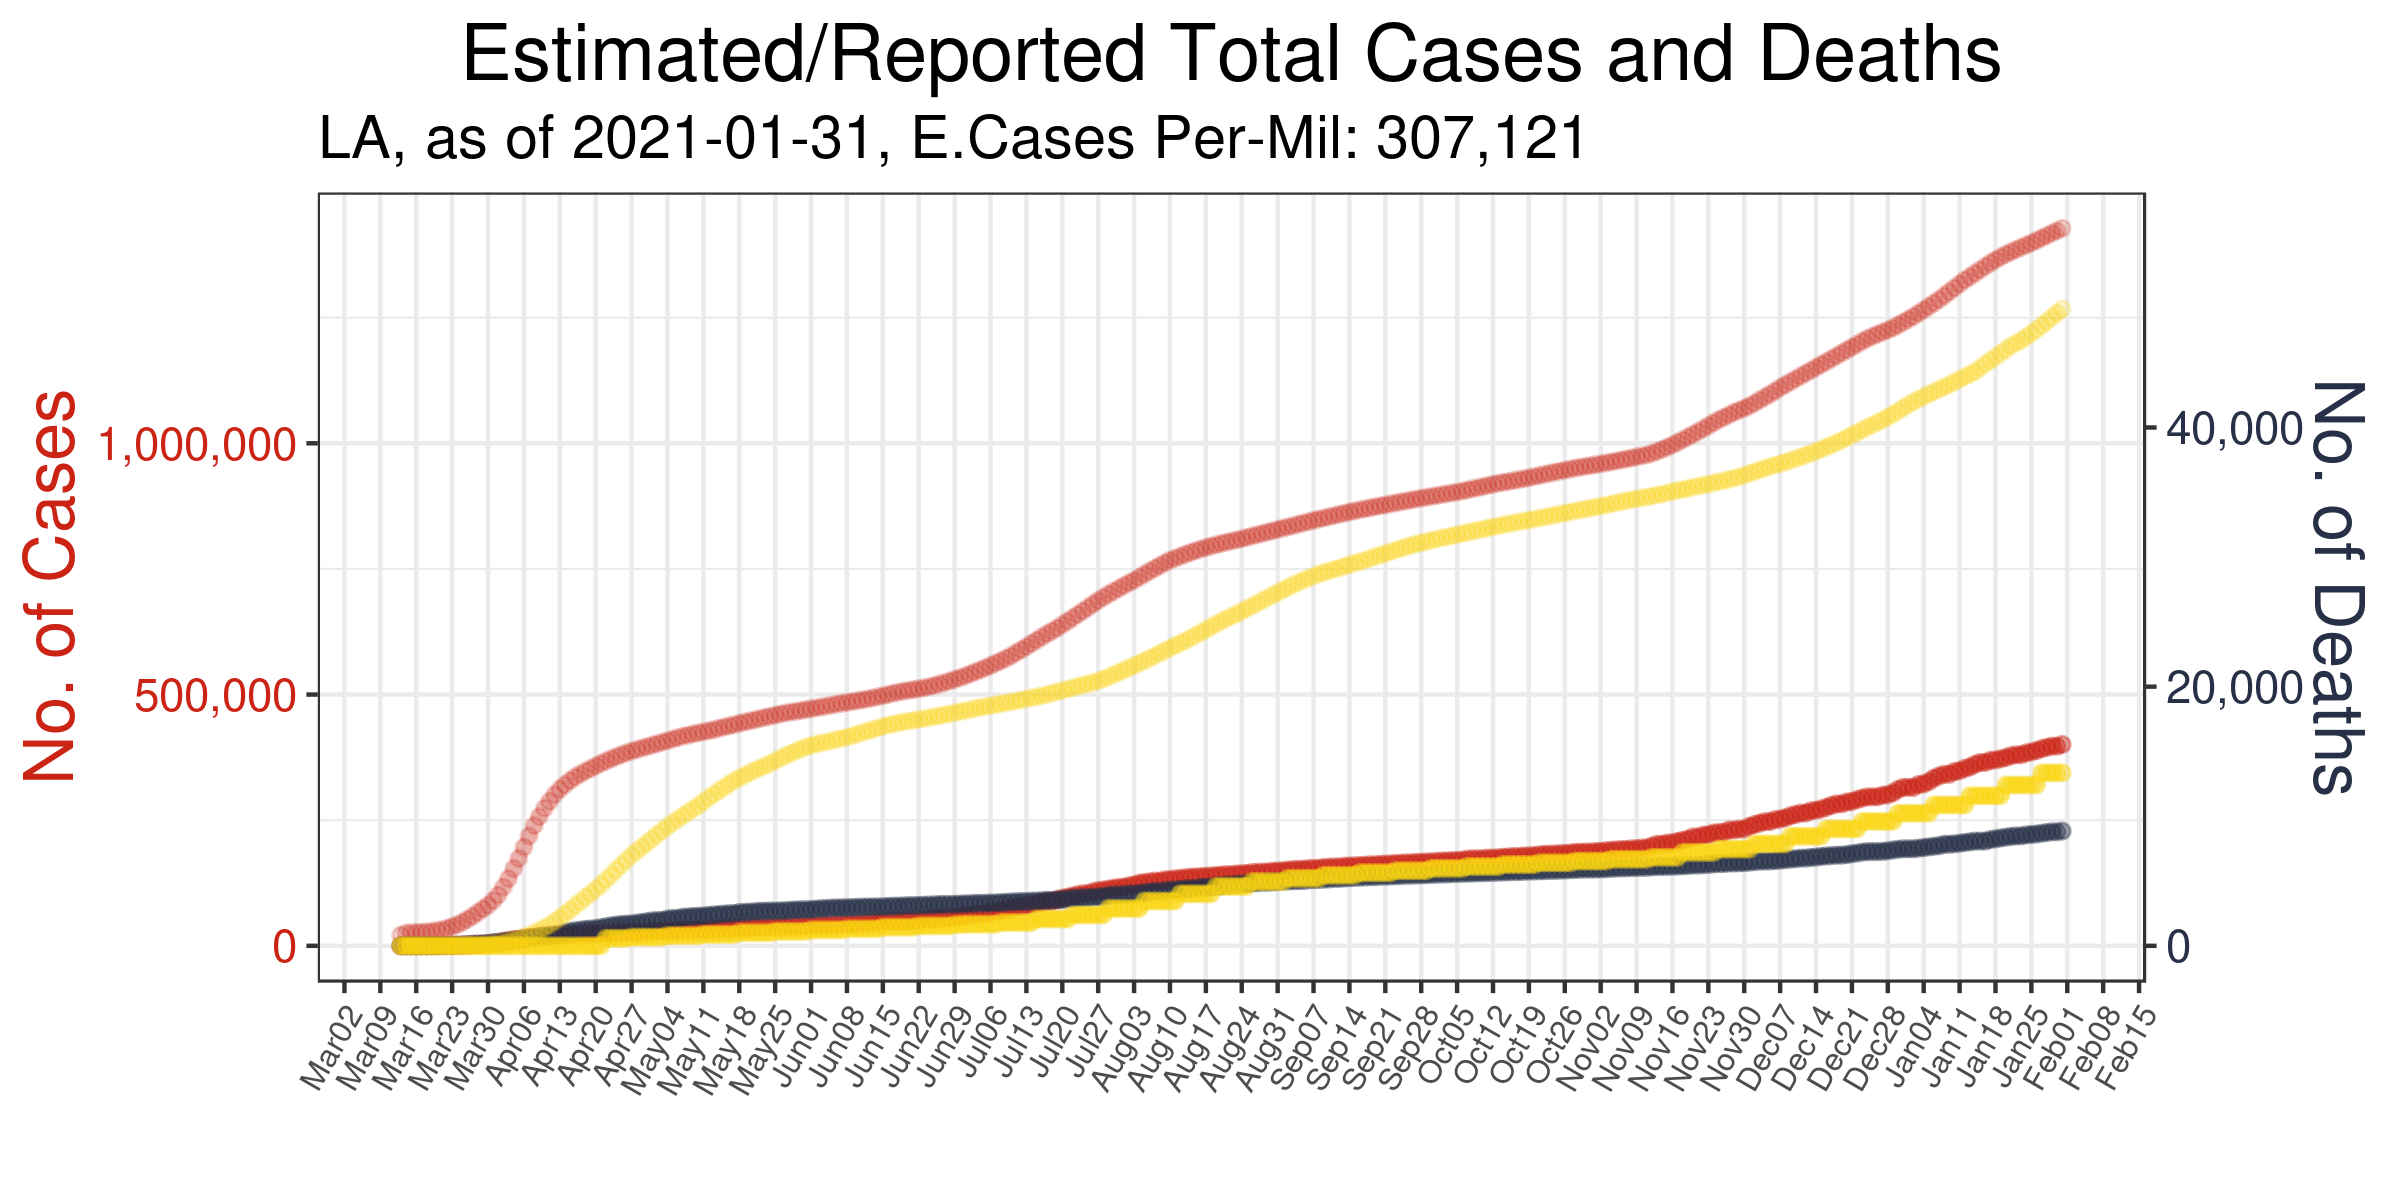 Estimated/Reported Total Cases and Deaths
LA, as of 2021-01-31, E.Cases Per-Mil: 307,121
No. of Cases
1,000,000
500,000
0
40,000
20,000
0
No. of Deaths
Mar02
Mar09
Mar16
Mar23
Mar30
Apr06
Apr13
Apr20
Apr27
May04
May11
May18
May25
Jun01
Jun08
Jun15
Jun22
Jun29
Jul06
Jul13
Jul20
Jul27
Aug03
Aug10
Aug17
Aug24
Aug31
Sep07
Sep14
Sep21
Sep28
Oct05
Oct12
Oct19
Oct26
Nov02
Nov09
Nov16
Nov23
Nov30
Dec07
Dec14
Dec21
Dec28
Jan04
Jan11
Jan18
Jan25
Feb01
Feb08
Feb15